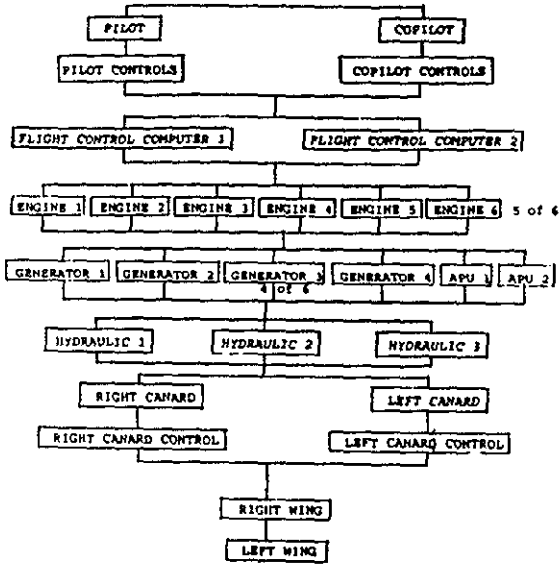 PILOT COPILOT
PILOT CONTROLS COPILOT CONTROLS
FLIGHT CONTROL COMPUTER 1 FLIGHT CONTROL COMPUTER 2
ENGINE 1 ENGINE 2 ENGINE 3 ENGINE 4 ENGINE 5 ENGINE 6 5 of 6
GENERATOR 1 GENERATOR 2 GENERATOR 3 GENERATOR 4 APU 1 APU 2
4 of 6
HYDRAULIC 1 HYDRAULIC 2 HYDRAULIC 3
RIGHT CANARD LEFT CANARD
RIGHT CANARD CONTROL LEFT CANARD CONTROL
RIGHT WING
LEFT WING